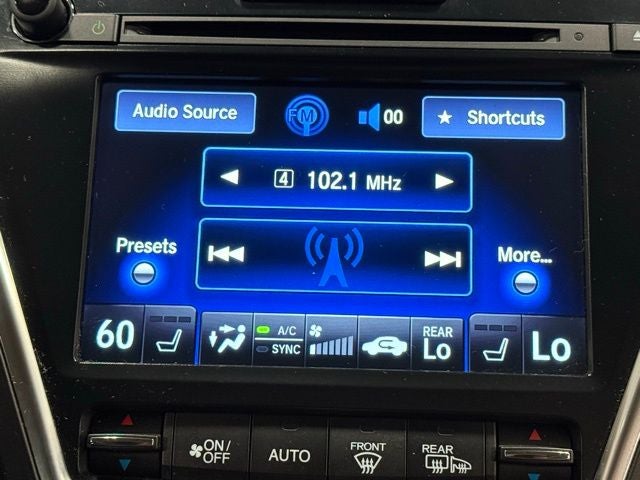 Audio Source FM 00 ★ Shortcuts
◄ 4 102.1 MHz ►
Presets More...
60 A/C SYNC REAR Lo Lo
ON/OFF AUTO FRONT REAR